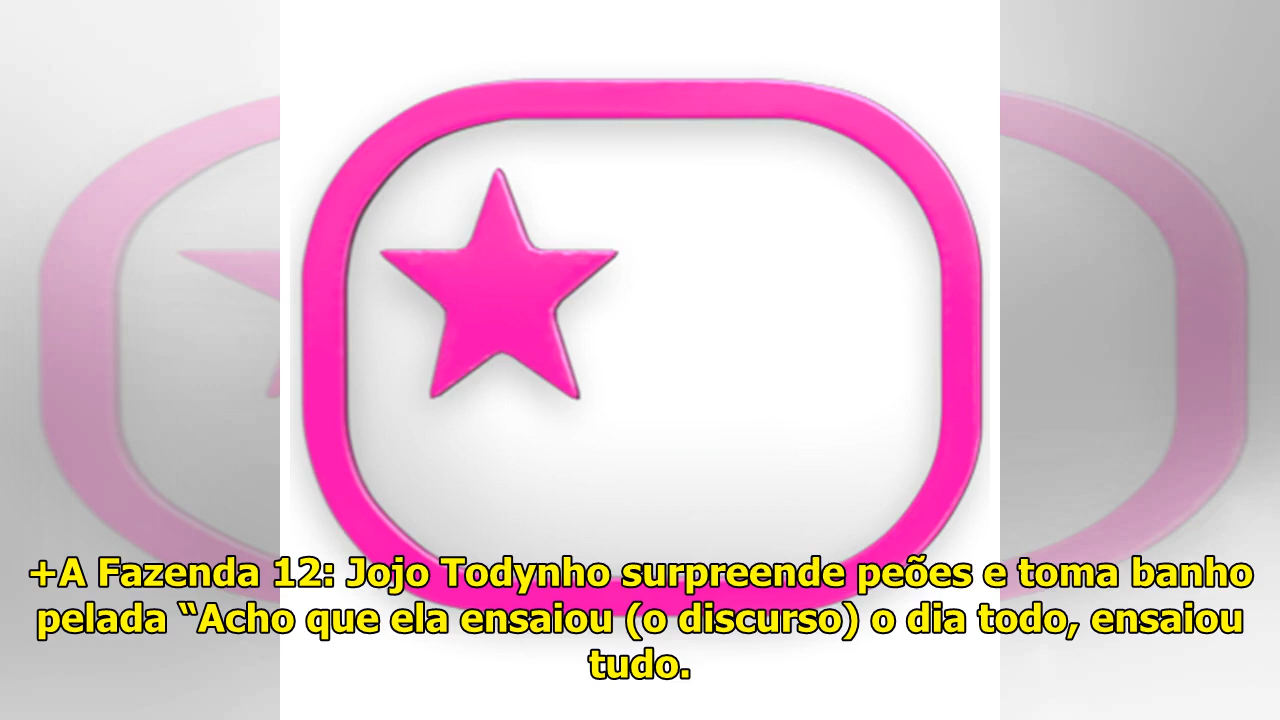 +A Fazenda 12: Jojo Todynho surpreende peões e toma banho
pelada “Acho que ela ensaiou (o discurso) o dia todo, ensaiou
tudo.